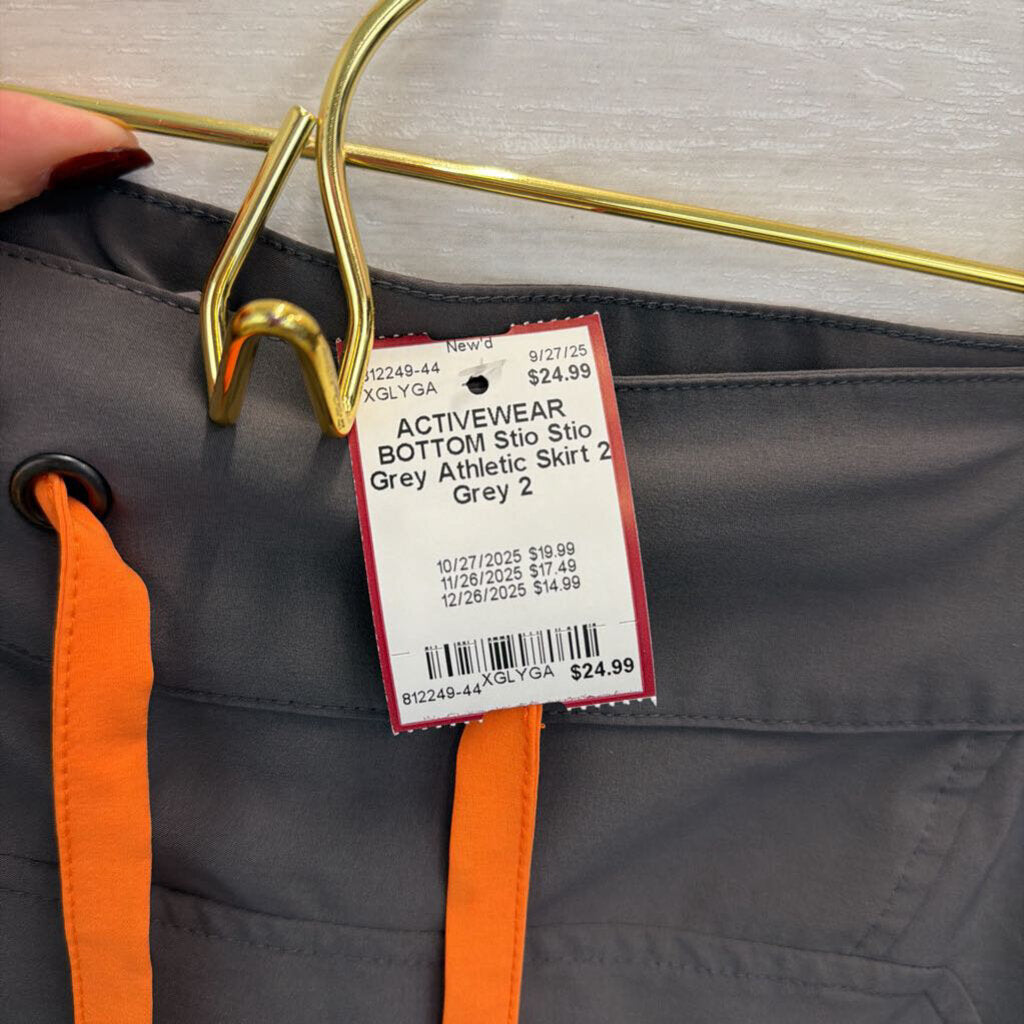 New'd
812249-44 9/27/25
XGLYGA $24.99
ACTIVEWEAR
BOTTOM Stio Stio
Grey Athletic Skirt 2
Grey 2
10/27/2025 $19.99
11/26/2025 $17.49
12/26/2025 $14.99
812249-44 XGLYGA $24.99